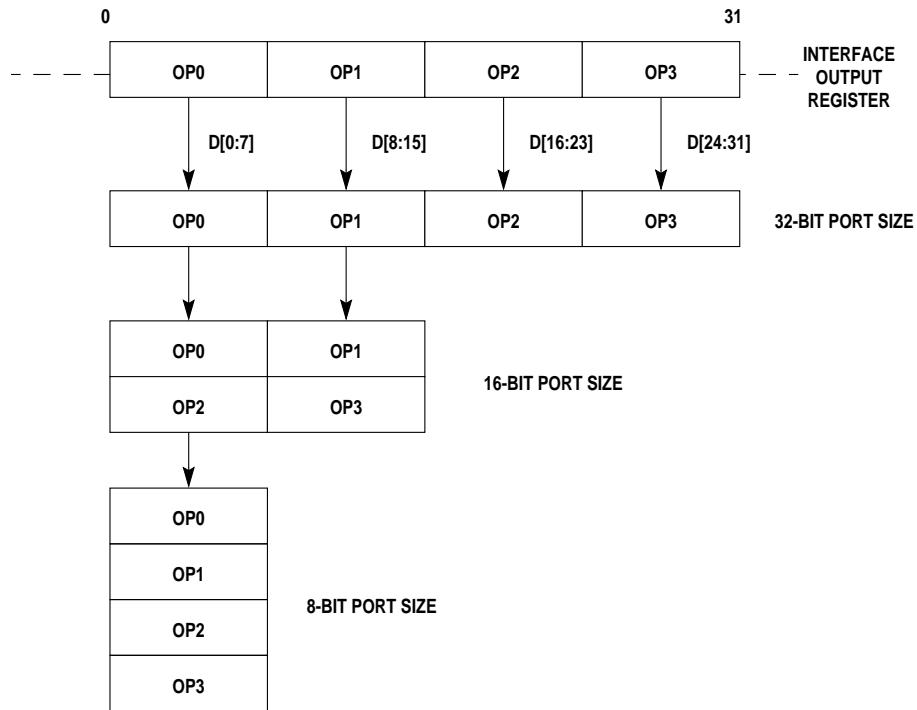 0 31
OP0 OP1 OP2 OP3
INTERFACE
OUTPUT
REGISTER
D[0:7] D[8:15] D[16:23] D[24:31]
OP0 OP1 OP2 OP3 32-BIT PORT SIZE
OP0 OP1
16-BIT PORT SIZE
OP2 OP3
OP0
OP1
8-BIT PORT SIZE
OP2
OP3